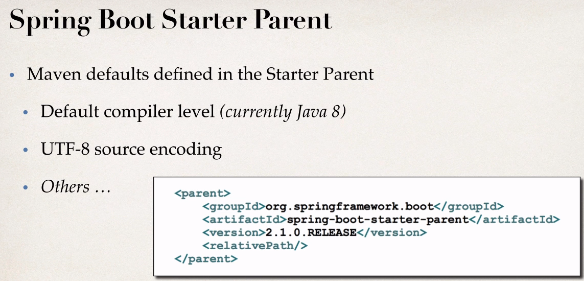 Spring Boot Starter Parent
• Maven defaults defined in the Starter Parent
• Default compiler level (currently Java 8)
• UTF-8 source encoding
• Others …
<parent>
    <groupId>org.springframework.boot</groupId>
    <artifactId>spring-boot-starter-parent</artifactId>
    <version>2.1.0.RELEASE</version>
    <relativePath/>
</parent>